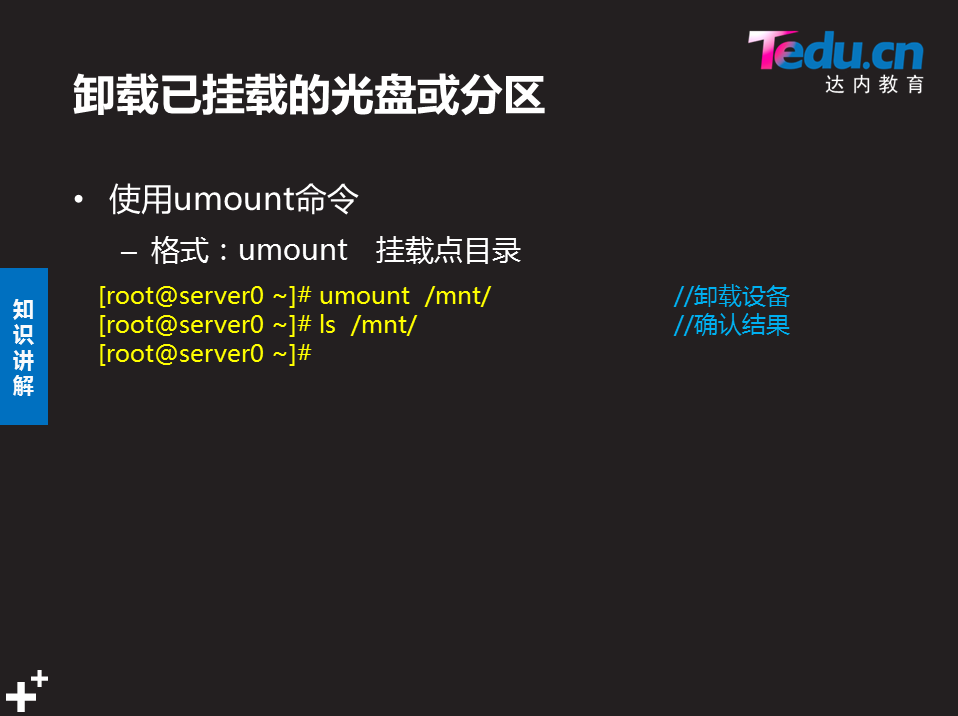 Tedu.cn
达内教育
卸载已挂载的光盘或分区
• 使用umount命令
– 格式：umount 挂载点目录
[root@server0 ~]# umount /mnt/ //卸载设备
[root@server0 ~]# ls /mnt/ //确认结果
[root@server0 ~]#
知识讲解